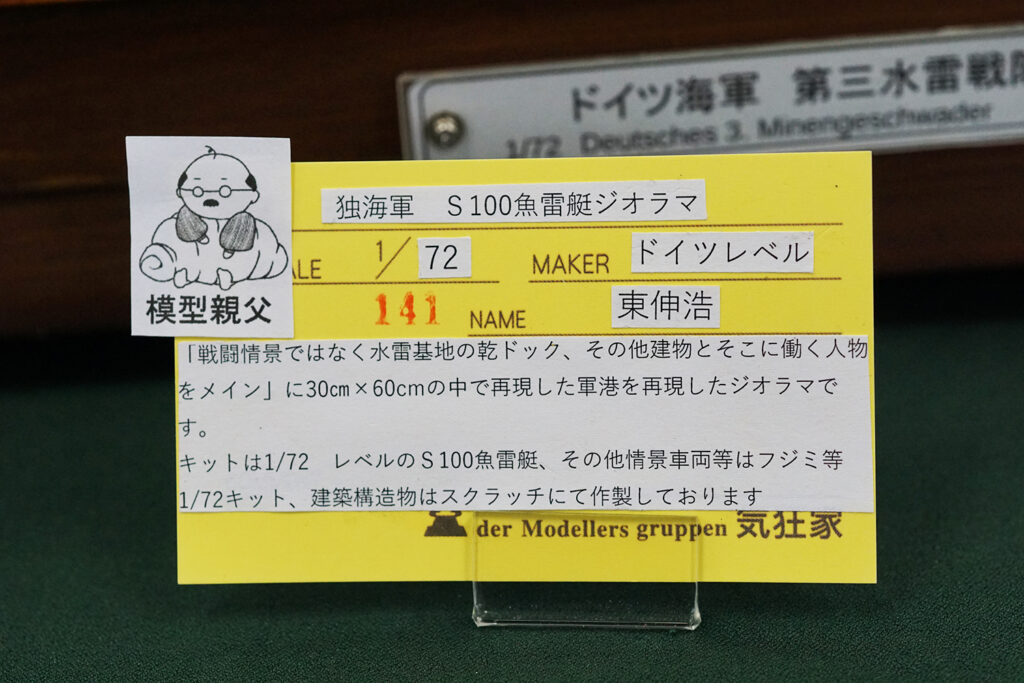 ドイツ海軍 第三水雷戦隊
1/72 Deutsches 3. Minengeschwader
独海軍 S100魚雷艇ジオラマ
ALE 1/72 MAKER ドイツレベル
141 NAME 東伸浩
模型親父
「戦闘情景ではなく水雷基地の乾ドック、その他建物とそこに働く人物
をメイン」に30㎝×60cmの中で再現した軍港を再現したジオラマで
す。
キットは1/72 レベルのS100魚雷艇、その他情景車両等はフジミ等
1/72キット、建築構造物はスクラッチにて作製しております
der Modellers gruppen 気狂家